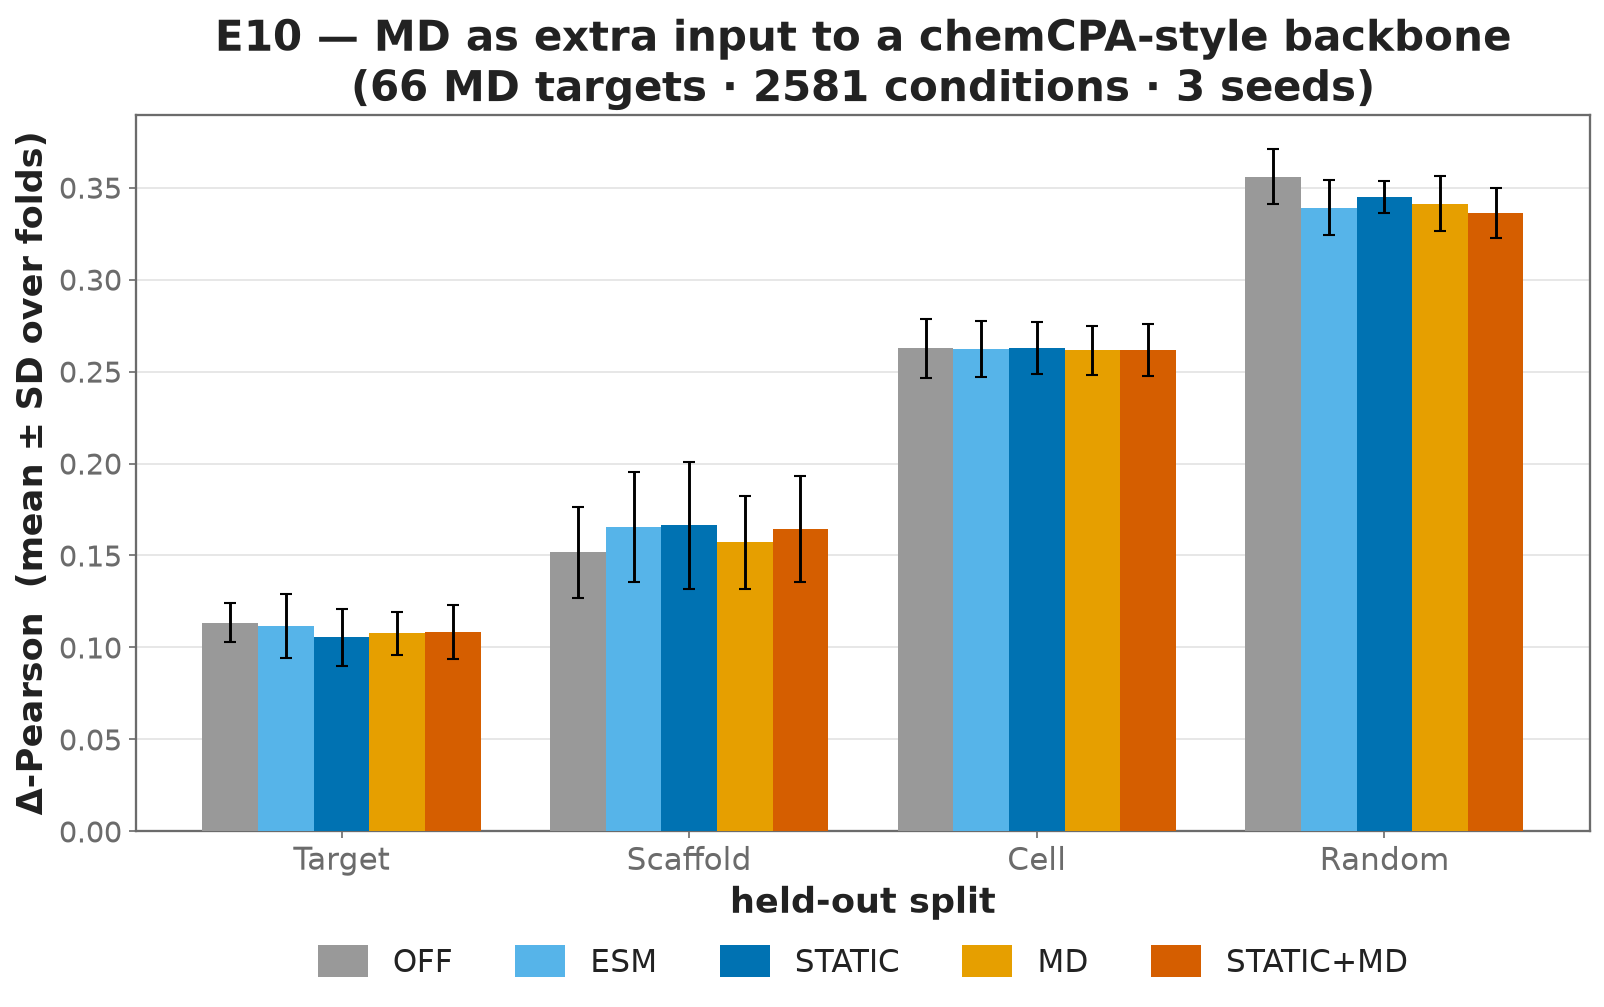 E10 — MD as extra input to a chemCPA-style backbone
(66 MD targets · 2581 conditions · 3 seeds)
Δ-Pearson (mean ± SD over folds)
0.35
0.30
0.25
0.20
0.15
0.10
0.05
0.00
Target Scaffold Cell Random
held-out split
OFF ESM STATIC MD STATIC+MD